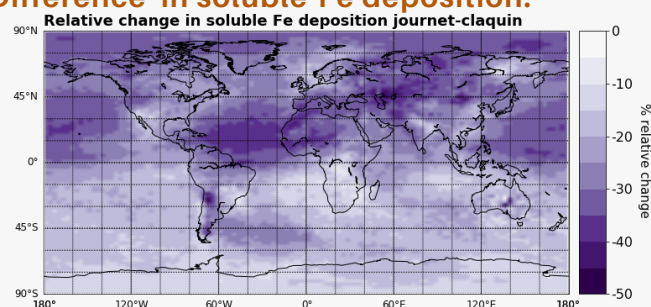 Difference in soluble Fe deposition:
Relative change in soluble Fe deposition journet-claquin
90°N
45°N
0°
45°S
90°S
180°
120°W
60°W
0°
60°E
120°E
180°
0
-10
-20
-30
-40
-50
% relative change